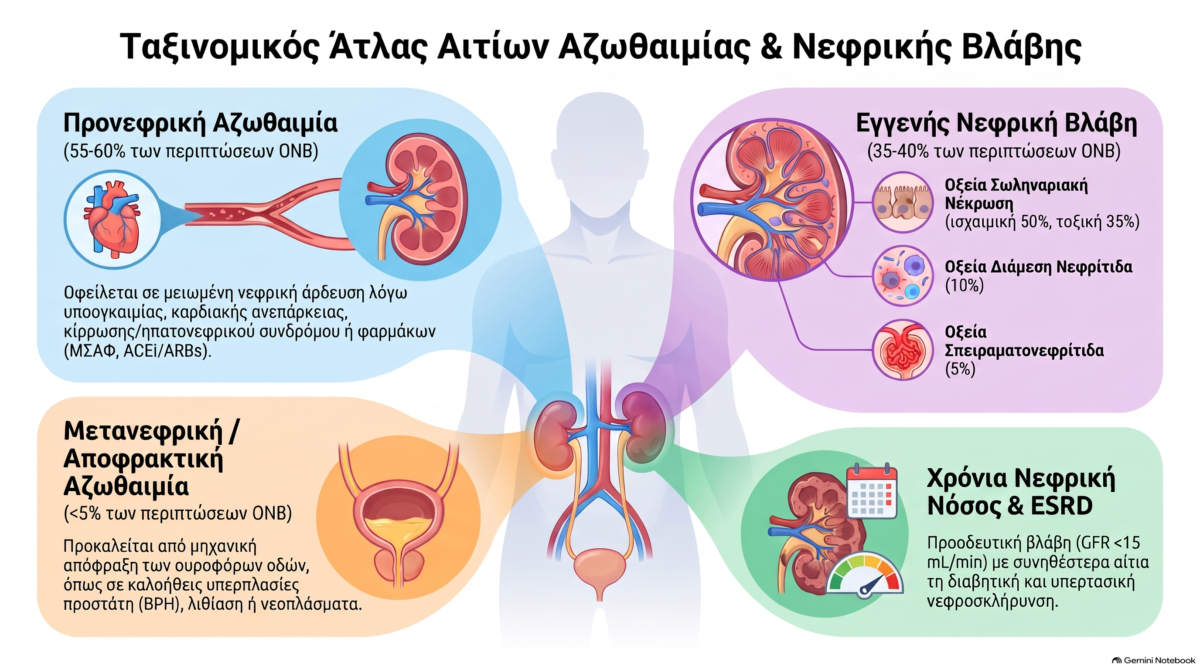 Ταξινομικός Άτλας Αιτίων Αζωθαιμίας & Νεφρικής Βλάβης
Προνεφρική Αζωθαιμία
(55-60% των περιπτώσεων ΟΝΒ)
Οφείλεται σε μειωμένη νεφρική άρδευση λόγω
υποογκαιμίας, καρδιακής ανεπάρκειας,
κίρρωσης/ηπατονεφρικού συνδρόμου ή φαρμάκων
(ΜΣΑΦ, ACEi/ARBs).
Εγγενής Νεφρική Βλάβη
(35-40% των περιπτώσεων ΟΝΒ)
Οξεία Σωληναριακή
Νέκρωση
(ισχαιμική 50%, τοξική 35%)
Οξεία Διάμεση Νεφρίτιδα
(10%)
Οξεία
Σπειραματονεφρίτιδα
(5%)
Μετανεφρική /
Αποφρακτική
Αζωθαιμία
(<5% των περιπτώσεων ΟΝΒ)
Προκαλείται από μηχανική
απόφραξη των ουροφόρων οδών,
όπως σε καλοήθεις υπερπλασίες
προστάτη (BPH), λιθίαση ή νεοπλάσματα.
Χρόνια Νεφρική
Νόσος & ESRD
Προοδευτική βλάβη (GFR <15
mL/min) με συνηθέστερα αίτια
τη διαβητική και υπερτασική
νεφροσκλήρυνση.
Gemini Notebook